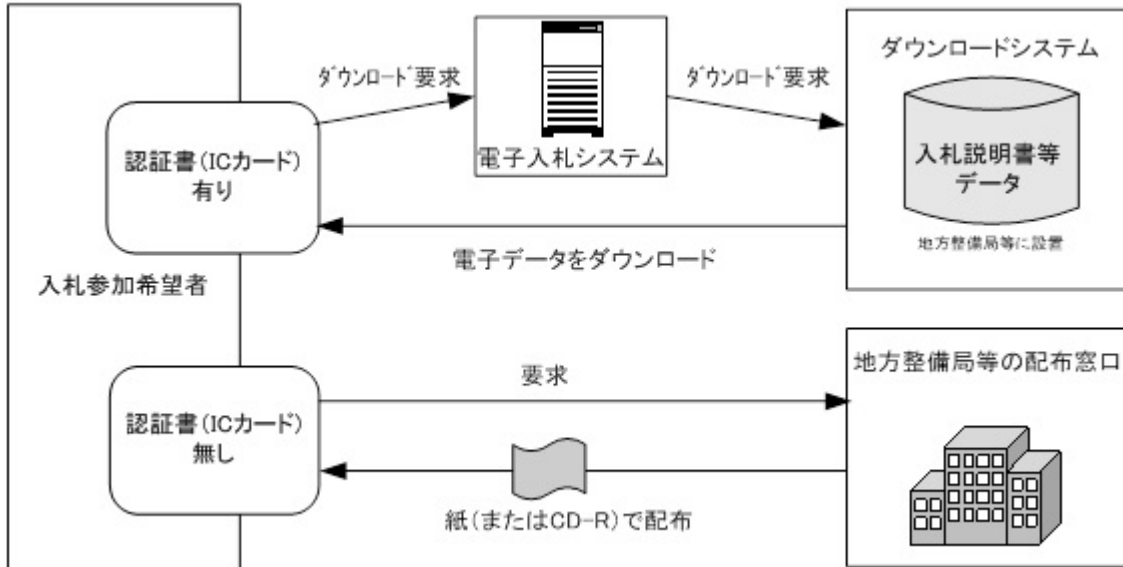 ダウンロードシステム
ダウンロード要求
ダウンロード要求
認証書(ICカード)
有り
電子入札システム
入札説明書等
データ
地方整備局等に設置
電子データをダウンロード
入札参加希望者
地方整備局等の配布窓口
要求
認証書(ICカード)
無し
紙(またはCD-R)で配布